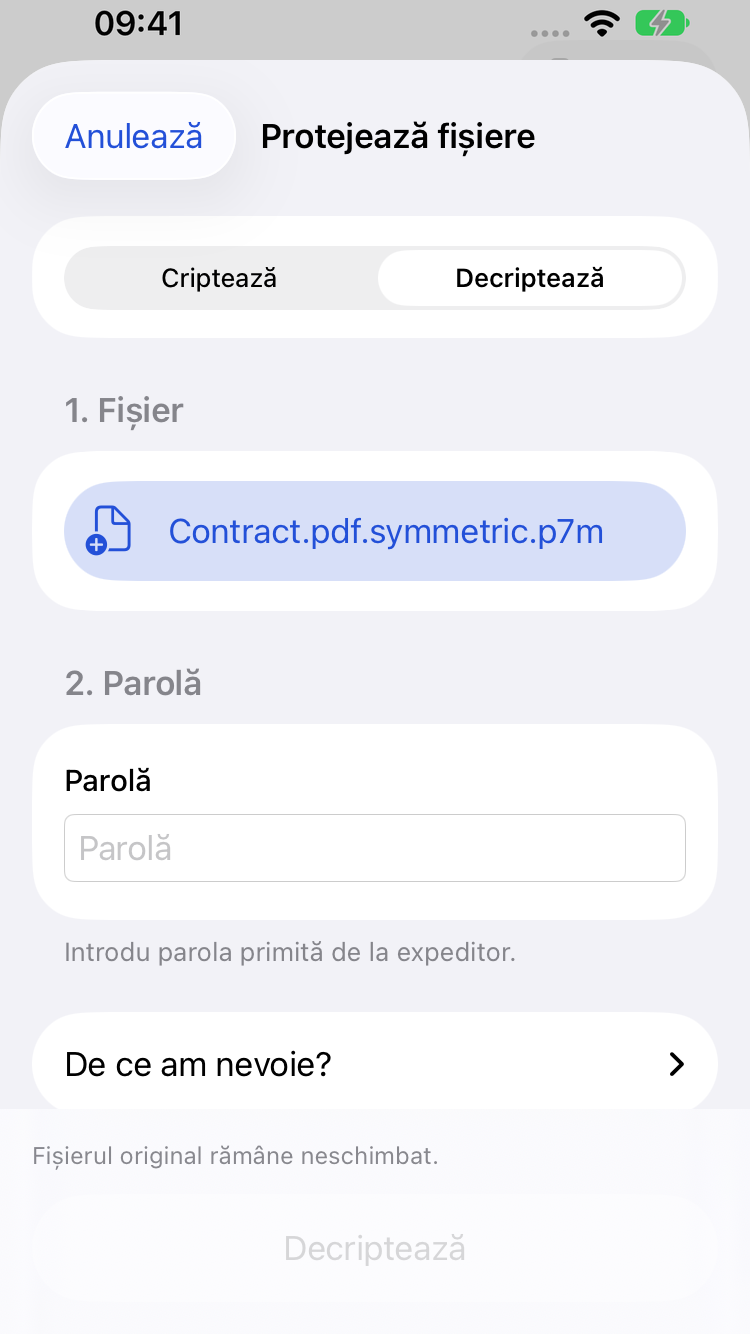 09:41
Anulează
Protejează fișiere
Criptează
Decriptează
1. Fișier
Contract.pdf.symmetric.p7m
2. Parolă
Parolă
Parolă
Introdu parola primită de la expeditor.
De ce am nevoie?
Fișierul original rămâne neschimbat.
Decriptează